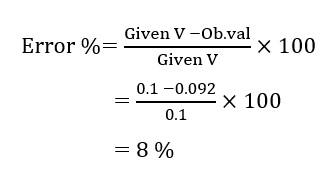 Error %= Given V −Ob.val / Given V × 100
= 0.1 −0.092 / 0.1 × 100
= 8 %